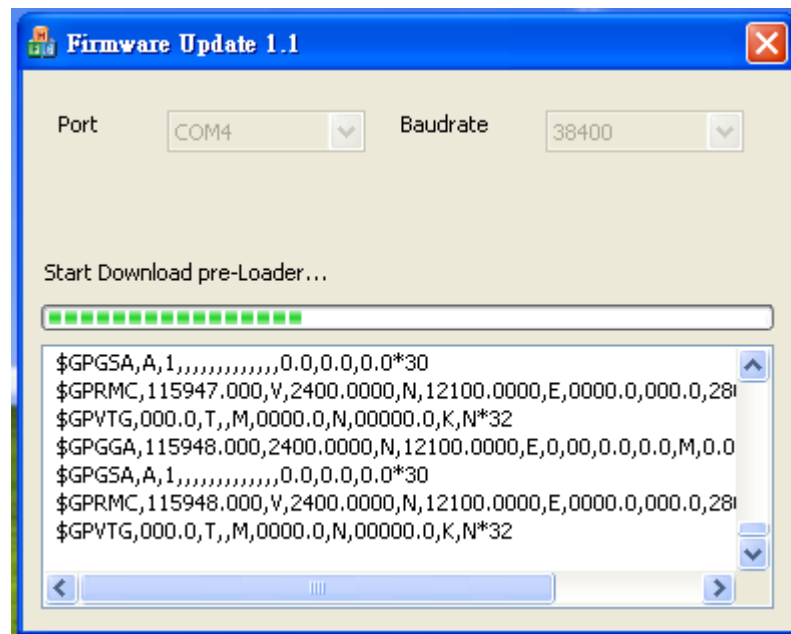 Firmware Update 1.1
Port COM4 Baudrate 38400
Start Download pre-Loader...
$GPGSA,A,1,,,,,,,,,,,,,0.0,0.0,0.0*30
$GPRMC,115947.000,V,2400.0000,N,12100.0000,E,0000.0,000.0,280
$GPVTG,000.0,T,,M,0000.0,N,00000.0,K,N*32
$GPGGA,115948.000,2400.0000,N,12100.0000,E,0,00,0.0,0.0,M,0.0
$GPGSA,A,1,,,,,,,,,,,,,0.0,0.0,0.0*30
$GPRMC,115948.000,V,2400.0000,N,12100.0000,E,0000.0,000.0,280
$GPVTG,000.0,T,,M,0000.0,N,00000.0,K,N*32